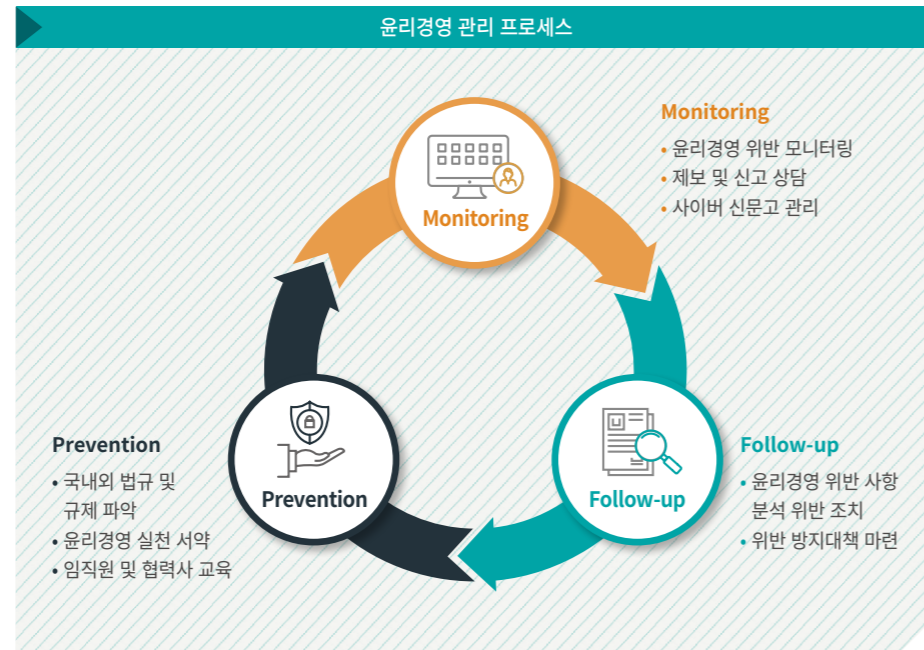 윤리경영 관리 프로세스
Monitoring
• 윤리경영 위반 모니터링
• 제보 및 신고 상담
• 사이버 신문고 관리
Monitoring
Prevention
• 국내외 법규 및
규제 파악
• 윤리경영 실천 서약
• 임직원 및 협력사 교육
Prevention
Follow-up
Follow-up
• 윤리경영 위반 사항
분석 위반 조치
• 위반 방지대책 마련